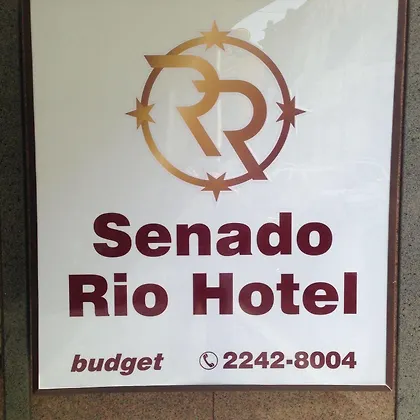 RR
Senado
Rio Hotel
budget 2242-8004